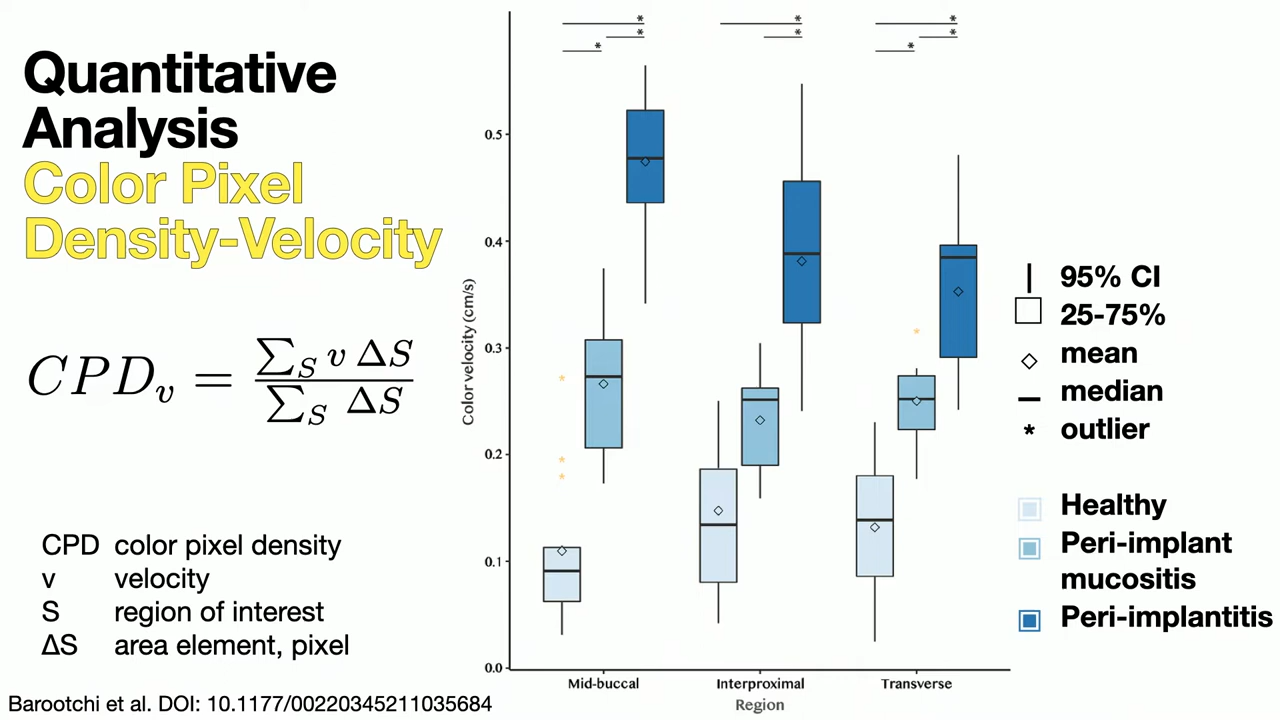 Quantitative
Analysis
Color Pixel
Density-Velocity
CPD_v = ∑_S v ΔS / ∑_S ΔS
CPD color pixel density
v velocity
S region of interest
ΔS area element, pixel
Barootchi et al. DOI: 10.1177/00220345211035684
Color velocity (cm/s)
0.5
0.4
0.3
0.2
0.1
0.0
* * * * * * * *
Mid-buccal Interproximal Transverse
Region
95% CI
25-75%
mean
median
* outlier
Healthy
Peri-implant
mucositis
Peri-implantitis